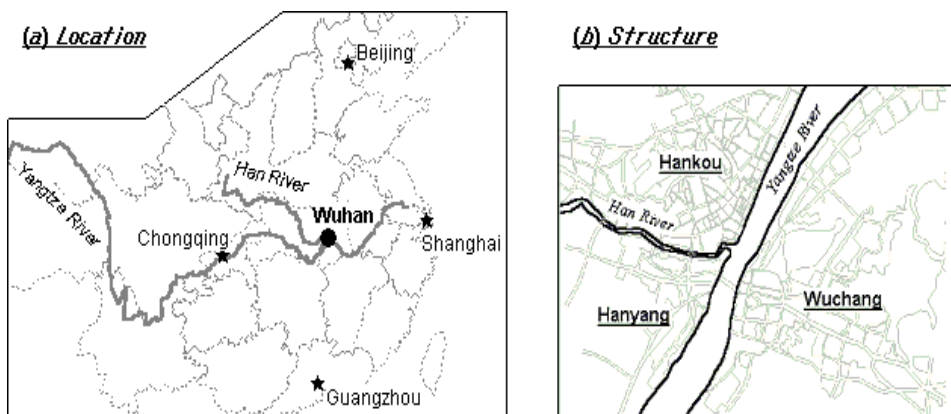 (a) Location
Beijing
Yangtze River
Han River
Wuhan
Chongqing
Shanghai
Guangzhou
(b) Structure
Hankou
Yangtze River
Han River
Hanyang
Wuchang